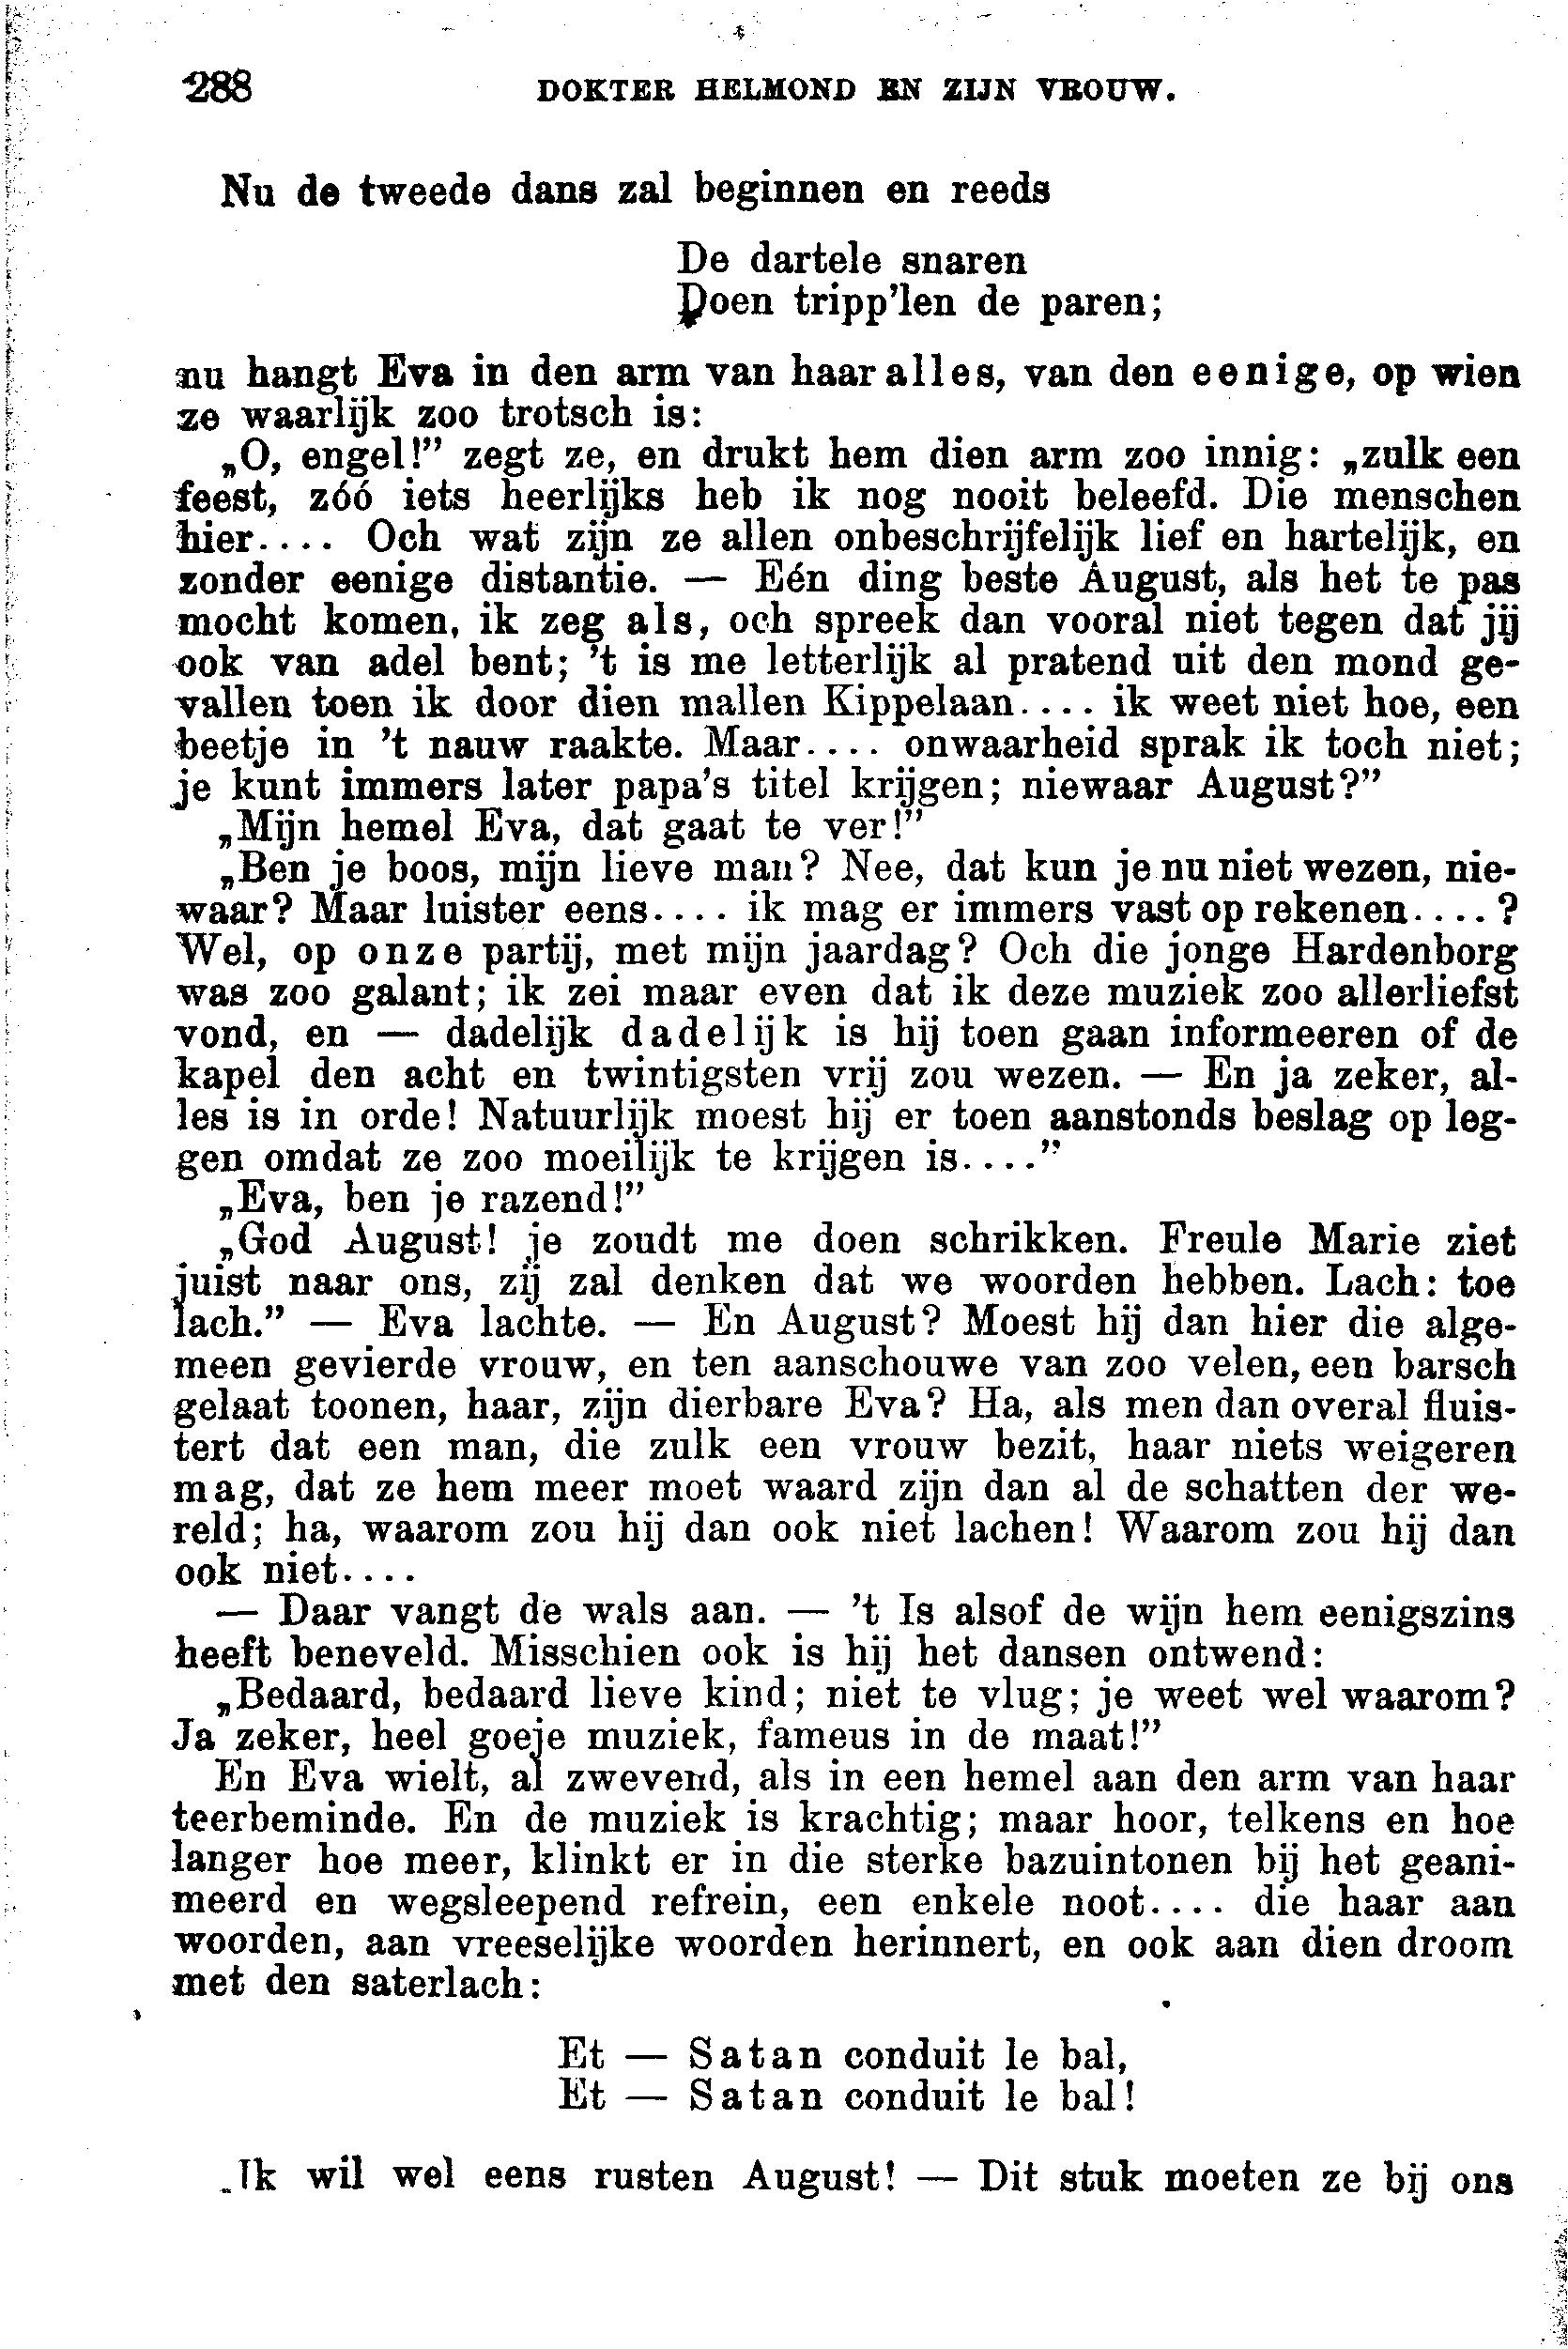 288 DOKTER HELMOND EN ZIJN VROUW.
Nu de tweede dans zal beginnen en reeds
De dartele snaren
Doen tripp'len de paren;
nu hangt Eva in den arm van haar alles, van den eenige, op wien
ze waarlijk zoo trotsch is:
„O, engel!” zegt ze, en drukt hem dien arm zoo innig: „zulk een
feest, zóó iets heerlijks heb ik nog nooit beleefd. Die menschen
hier.... Och wat zijn ze allen onbeschrijfelijk lief en hartelijk, en
zonder eenige distantie. — Eén ding beste August, als het te pas
mocht komen, ik zeg als, och spreek dan vooral niet tegen dat jij
ook van adel bent; 't is me letterlijk al pratend uit den mond ge-
vallen toen ik door dien mallen Kippelaan.... ik weet niet hoe, een
beetje in 't nauw raakte. Maar.... onwaarheid sprak ik toch niet;
je kunt immers later papa's titel krijgen; niewaar August?”
„Mijn hemel Eva, dat gaat te ver!”
„Ben je boos, mijn lieve man? Nee, dat kun je nu niet wezen, nie-
waar? Maar luister eens.... ik mag er immers vast op rekenen....?
Wel, op onze partij, met mijn jaardag? Och die jonge Hardenborg
was zoo galant; ik zei maar even dat ik deze muziek zoo allerliefst
vond, en — dadelijk dadelijk is hij toen gaan informeeren of de
kapel den acht en twintigsten vrij zou wezen. — En ja zeker, al-
les is in orde! Natuurlijk moest hij er toen aanstonds beslag op leg-
gen omdat ze zoo moeilijk te krijgen is....”
„Eva, ben je razend!”
„God August! je zoudt me doen schrikken. Freule Marie ziet
juist naar ons, zij zal denken dat we woorden hebben. Lach: toe
lach.” — Eva lachte. — En August? Moest hij dan hier die alge-
meen gevierde vrouw, en ten aanschouwe van zoo velen, een barsch
gelaat toonen, haar, zijn dierbare Eva? Ha, als men dan overal fluis-
tert dat een man, die zulk een vrouw bezit, haar niets weigeren
mag, dat ze hem meer moet waard zijn dan al de schatten der we-
reld; ha, waarom zou hij dan ook niet lachen! Waarom zou hij dan
ook niet....
— Daar vangt de wals aan. — 't Is alsof de wijn hem eenigszins
heeft beneveld. Misschien ook is hij het dansen ontwend:
„Bedaard, bedaard lieve kind; niet te vlug; je weet wel waarom?
Ja zeker, heel goeje muziek, fameus in de maat!”
En Eva wielt, al zwevend, als in een hemel aan den arm van haar
teerbeminde. En de muziek is krachtig; maar hoor, telkens en hoe
langer hoe meer, klinkt er in die sterke bazuintonen bij het geani-
meerd en wegsleepend refrein, een enkele noot.... die haar aan
woorden, aan vreeselijke woorden herinnert, en ook aan dien droom
met den saterlach:
Et — Satan conduit le bal,
Et — Satan conduit le bal!
„Ik wil wel eens rusten August! — Dit stuk moeten ze bij ons